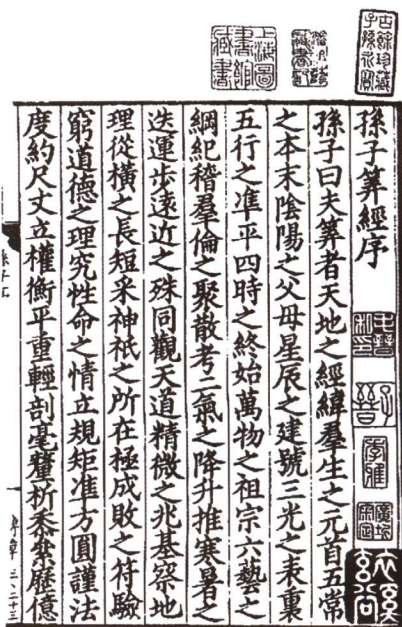 孫子筭經序
孫子曰夫筭者天地之經緯羣生之元首五常
之本末陰陽之父母星辰之建號三光之表裏
五行之準平四時之終始萬物之祖宗六藝之
綱紀稽羣倫之聚散考二氣之降升推寒暑之
迭運步遠近之殊同觀天道精微之兆基察地
理從橫之長短采神祇之所在極成敗之符驗
窮道德之理究性命之情立規矩準方圓謹法
度約尺丈立權衡平重輕剖毫釐析黍絫歷億
上海圖書館藏書